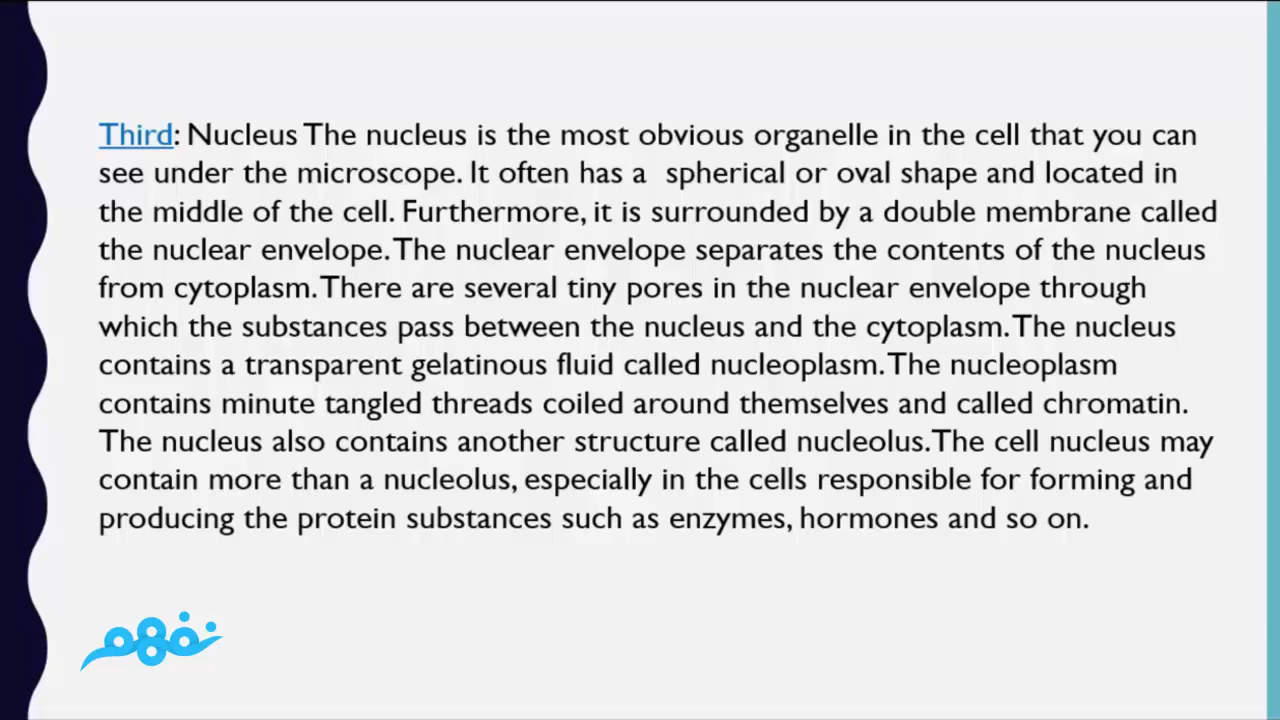 Third: Nucleus The nucleus is the most obvious organelle in the cell that you can
see under the microscope. It often has a  spherical or oval shape and located in
the middle of the cell. Furthermore, it is surrounded by a double membrane called
the nuclear envelope. The nuclear envelope separates the contents of the nucleus
from cytoplasm. There are several tiny pores in the nuclear envelope through
which the substances pass between the nucleus and the cytoplasm. The nucleus
contains a transparent gelatinous fluid called nucleoplasm. The nucleoplasm
contains minute tangled threads coiled around themselves and called chromatin.
The nucleus also contains another structure called nucleolus. The cell nucleus may
contain more than a nucleolus, especially in the cells responsible for forming and
producing the protein substances such as enzymes, hormones and so on.
نفهم